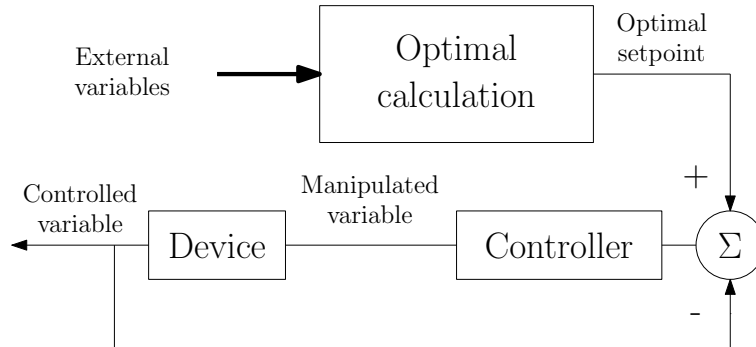 External
variables
Optimal
calculation
Optimal
setpoint
+
Controlled
variable
Device
Manipulated
variable
Controller
Σ
-